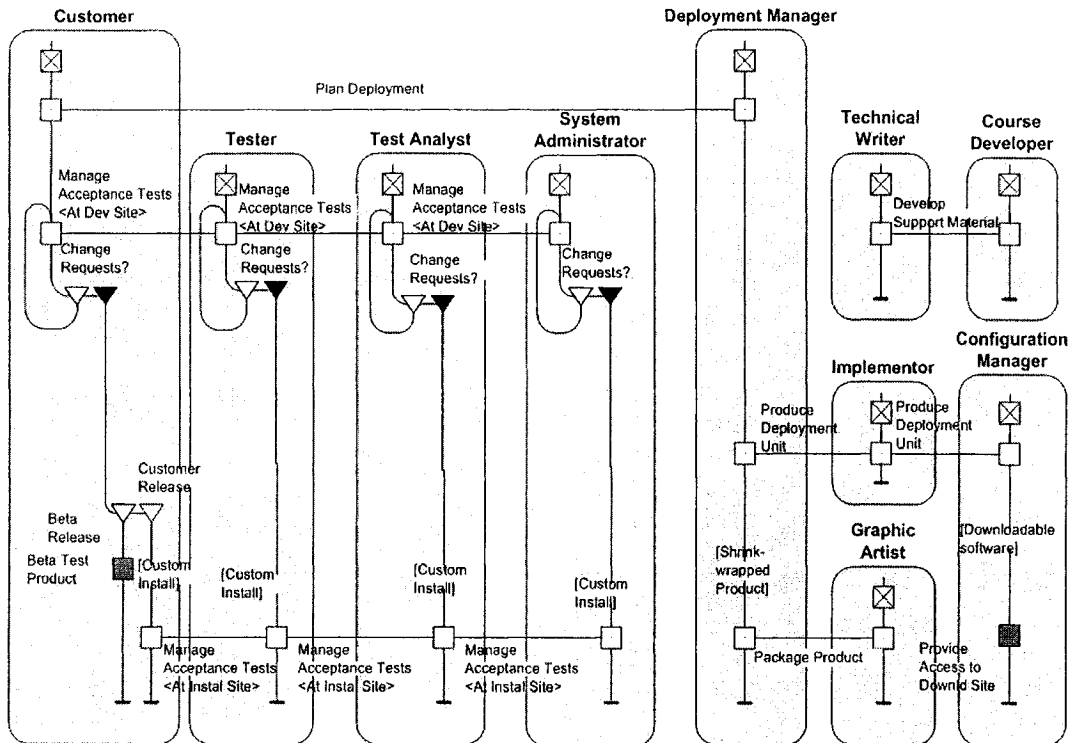 Customer
Deployment Manager
Plan Deployment
Tester
Test Analyst
System
Administrator
Technical
Writer
Course
Developer
Manage
Acceptance Tests
<At Dev Site>
Manage
Acceptance Tests
<At Dev Site>
Manage
Acceptance Tests
<At Dev Site>
Develop
Support Material
Change
Requests?
Change
Requests?
Change
Requests?
Change
Requests?
Implementor
Configuration
Manager
Produce
Deployment
Unit
Produce
Deployment
Unit
Customer
Release
Beta
Release
Beta Test
Product
[Custom
Install]
[Custom
Install]
[Custom
Install]
[Custom
Install]
[Shrink-
wrapped
Product]
Graphic
Artist
[Downloadable
software]
Manage
Acceptance Tests
<At Instal Site>
Manage
Acceptance Tests
<At Instal Site>
Manage
Acceptance Tests
<At Instal Site>
Package Product
Provide
Access to
Downld Site